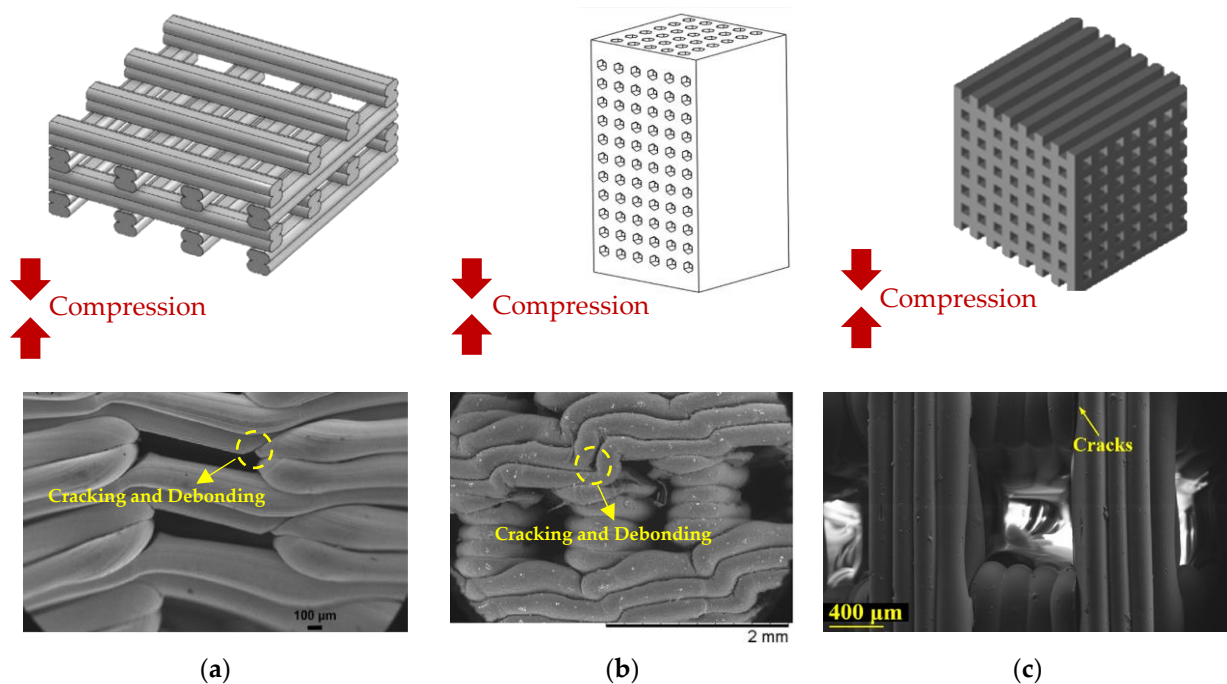 Compression
Compression
Compression
Cracking and Debonding
100 µm
(a)
Cracking and Debonding
2 mm
(b)
Cracks
400 µm
(c)